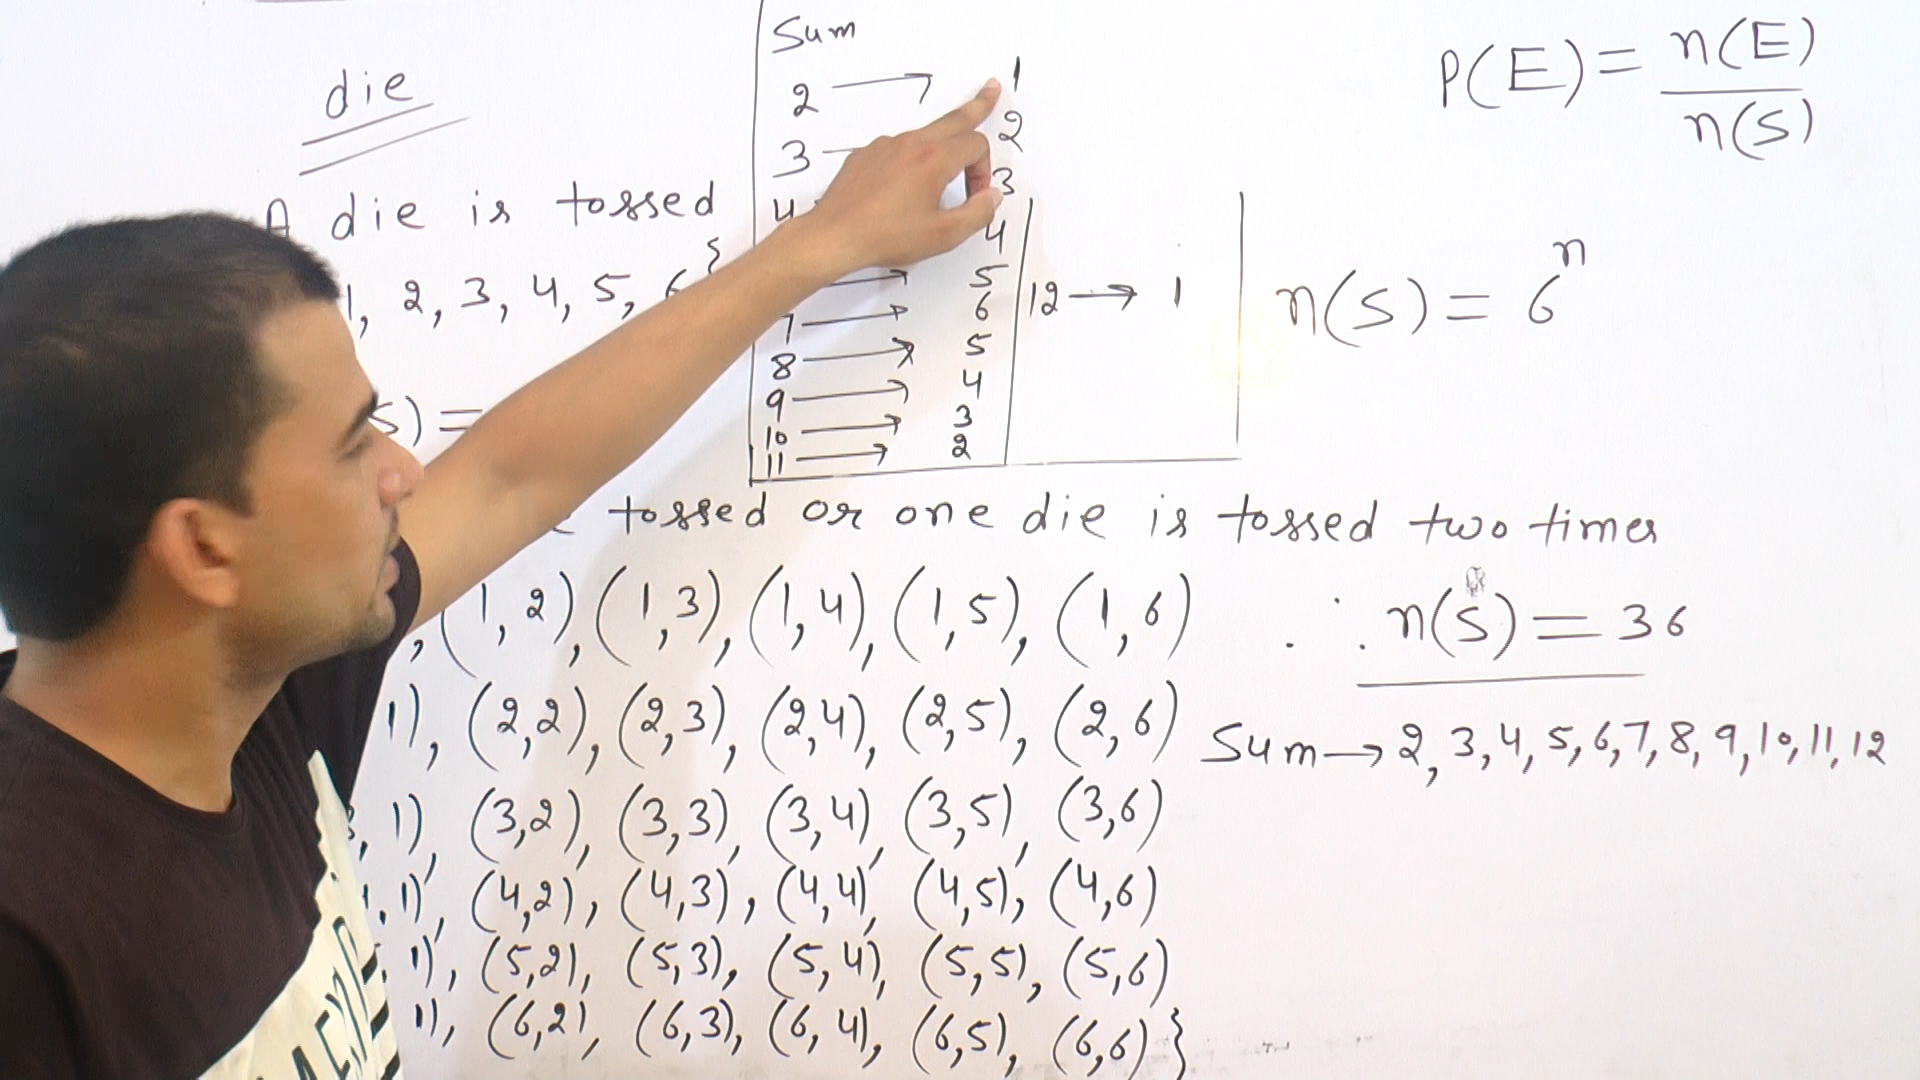 die
A die is tossed
1, 2, 3, 4, 5, 6}
S) =
Sum
2 → 1
3 → 2
4 3
4
→ 5
7 → 6
8 → 5
9 → 4
10 → 3
11 → 2
12 → 1
P(E) = n(E)/n(S)
n(S) = 6ⁿ
tossed or one die is tossed two times
, (1, 2), (1, 3), (1, 4), (1, 5), (1, 6)
1), (2,2), (2,3), (2,4), (2,5), (2,6)
3, 1), (3,2), (3,3), (3,4), (3,5), (3,6)
, 1), (4,2), (4,3), (4,4), (4,5), (4,6)
, 1), (5,2), (5,3), (5,4), (5,5), (5,6)
1), (6,2), (6,3), (6,4), (6,5), (6,6)}
∴ n(S) = 36
Sum → 2, 3, 4, 5, 6, 7, 8, 9, 10, 11, 12